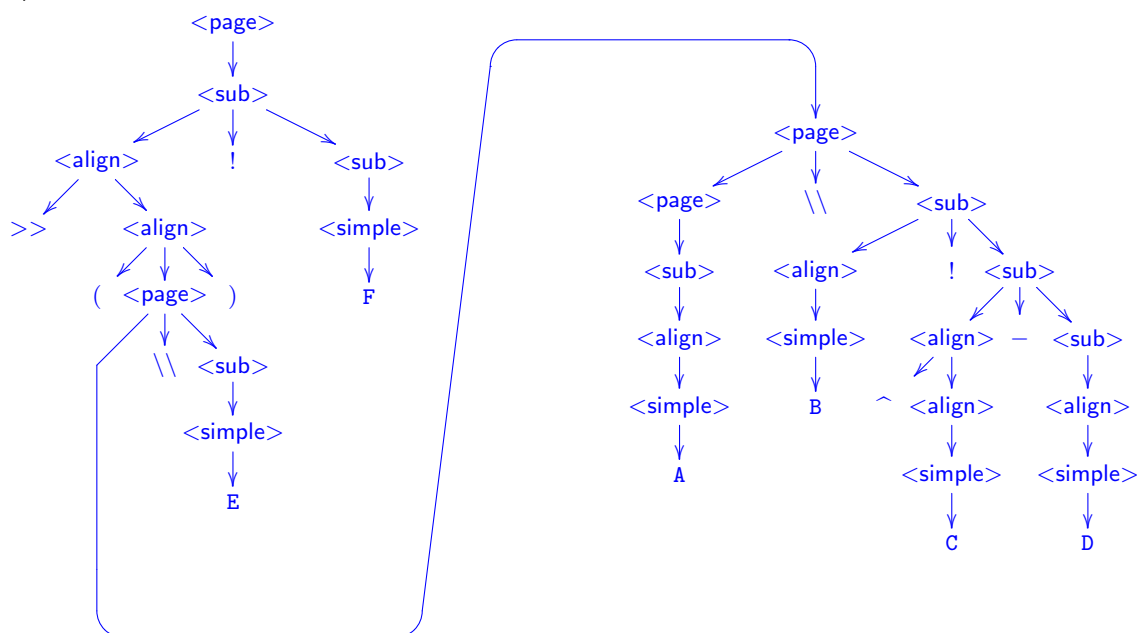 <page>
<sub>
<page>
<align> ! <sub>
<page> \\ <sub>
>> <align> <simple>
<sub> <align> ! <sub>
( <page> ) F
<align> <simple> <align> − <sub>
\\ <sub>
<simple> B ^ <align> <align>
<simple>
A <simple> <simple>
E
C D